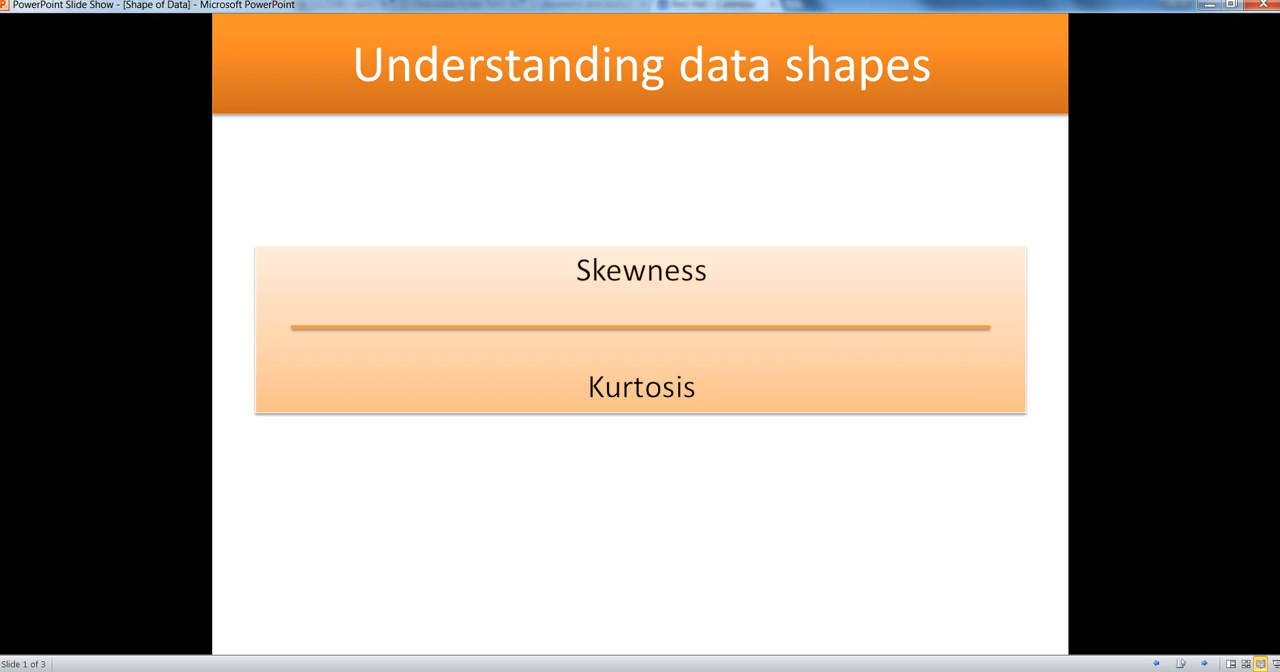 PowerPoint Slide Show - [Shape of Data] - Microsoft PowerPoint
Understanding data shapes
Skewness
Kurtosis
Slide 1 of 3